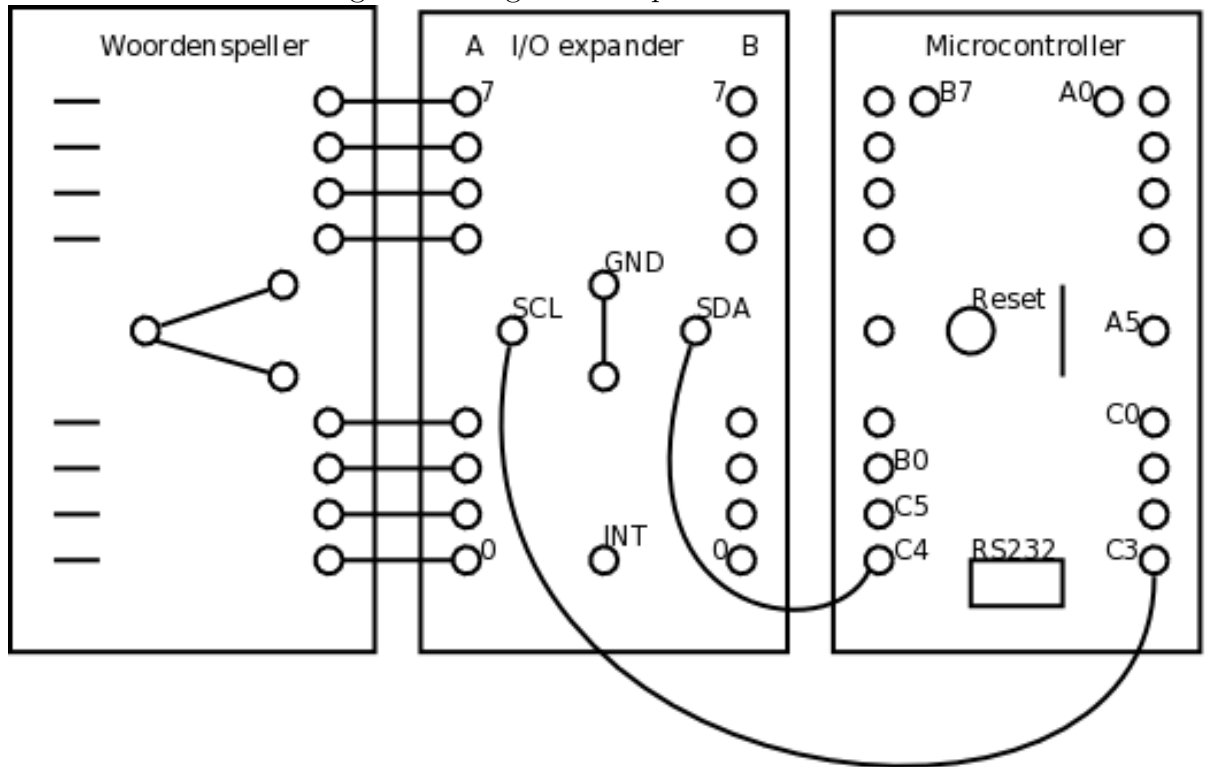 Woordenspeller
A I/O expander B
Microcontroller
7
7
B7
A0
GND
SCL
SDA
Reset
A5
C0
B0
C5
INT
0
0
C4
RS232
C3